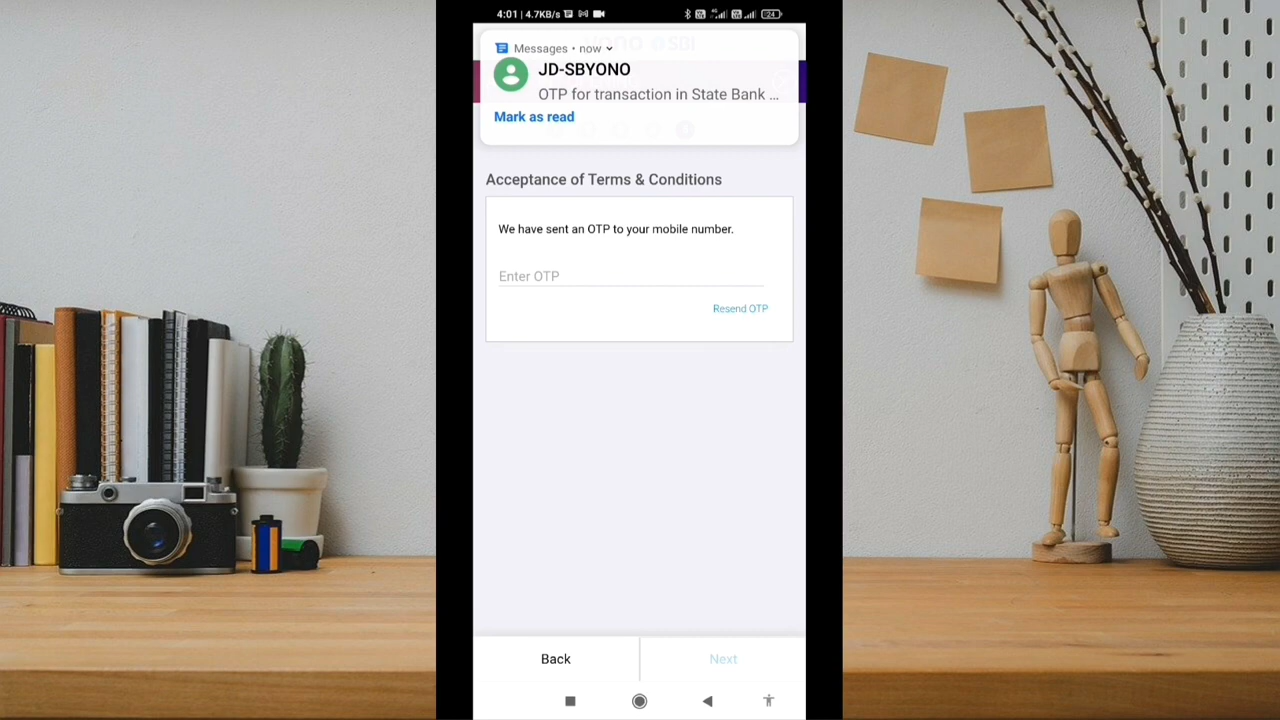 4:01 | 4.7KB/s
24
Messages • now
JD-SBYONO
OTP for transaction in State Bank ...
Mark as read
Acceptance of Terms & Conditions
We have sent an OTP to your mobile number.
Enter OTP
Resend OTP
Back
Next